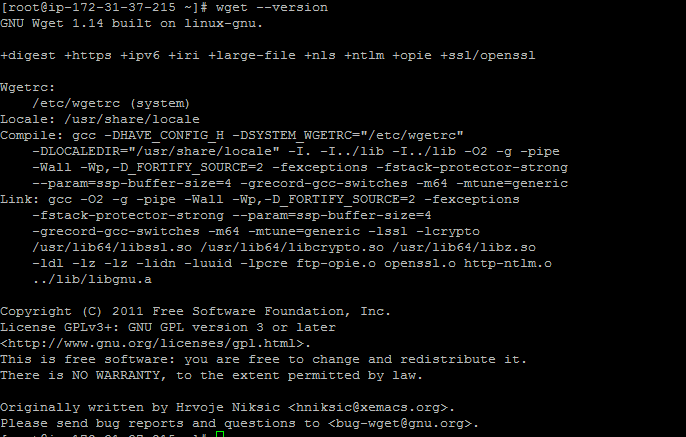 [root@ip-172-31-37-215 ~]# wget --version
GNU Wget 1.14 built on linux-gnu.
+digest +https +ipv6 +iri +large-file +nls +ntlm +opie +ssl/openssl
Wgetrc:
/etc/wgetrc (system)
Locale: /usr/share/locale
Compile: gcc -DHAVE_CONFIG_H -DSYSTEM_WGETRC="/etc/wgetrc"
-DLOCALEDIR="/usr/share/locale" -I. -I../lib -I../lib -O2 -g -pipe
-Wall -Wp,-D_FORTIFY_SOURCE=2 -fexceptions -fstack-protector-strong
--param=ssp-buffer-size=4 -grecord-gcc-switches -m64 -mtune=generic
Link: gcc -O2 -g -pipe -Wall -Wp,-D_FORTIFY_SOURCE=2 -fexceptions
-fstack-protector-strong --param=ssp-buffer-size=4
-grecord-gcc-switches -m64 -mtune=generic -lssl -lcrypto
/usr/lib64/libssl.so /usr/lib64/libcrypto.so /usr/lib64/libz.so
-ldl -lz -lz -lidn -luuid -lpcre ftp-opie.o openssl.o http-ntlm.o
../lib/libgnu.a
Copyright (C) 2011 Free Software Foundation, Inc.
License GPLv3+: GNU GPL version 3 or later
<http://www.gnu.org/licenses/gpl.html>.
This is free software: you are free to change and redistribute it.
There is NO WARRANTY, to the extent permitted by law.
Originally written by Hrvoje Niksic <hniksic@xemacs.org>.
Please send bug reports and questions to <bug-wget@gnu.org>.
[root@ip-172-31-37-215 ~]#